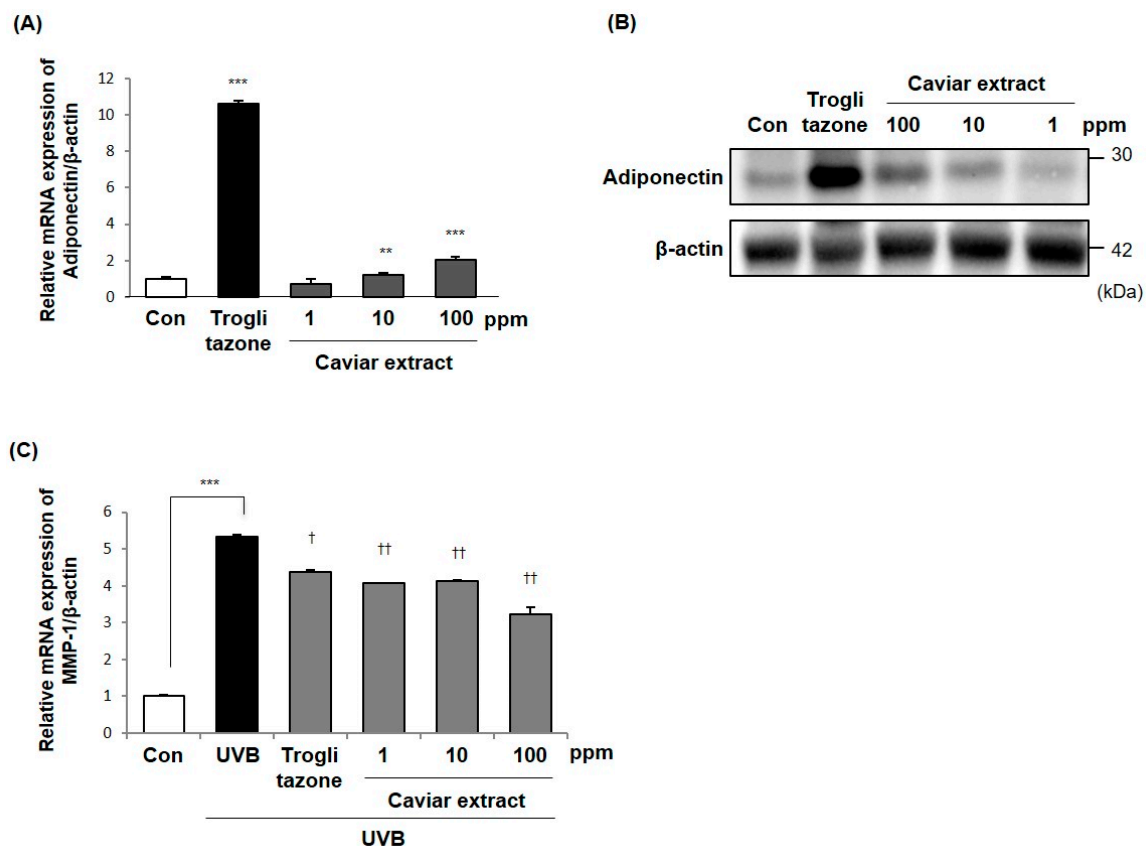 (A)
Relative mRNA expression of
Adiponectin/β-actin
12
10
8
6
4
2
0
***
**
***
Con
Trogli
tazone
1
10
100
ppm
Caviar extract
(B)
Caviar extract
Trogli
tazone
Con
100
10
1
ppm
Adiponectin
30
β-actin
42
(kDa)
(C)
Relative mRNA expression of
MMP-1/β-actin
6
5
4
3
2
1
0
***
†
††
††
††
Con
UVB
Trogli
tazone
1
10
100
ppm
Caviar extract
UVB